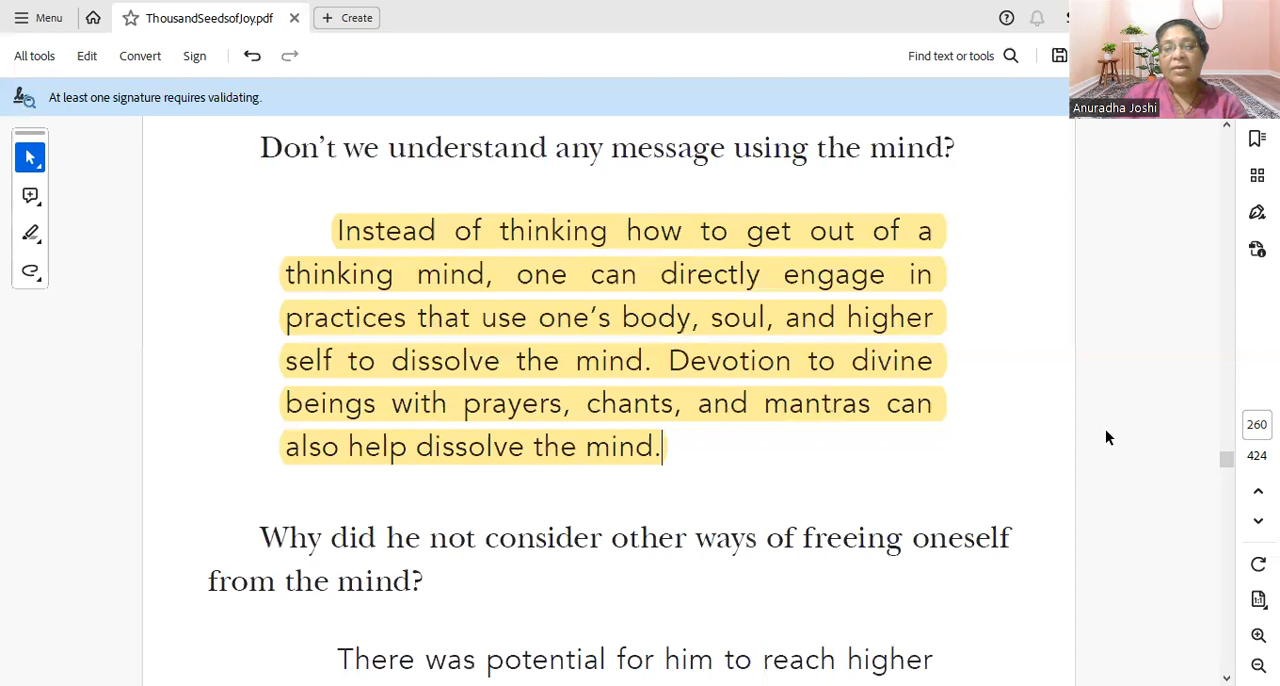 Menu
ThousandSeedsofJoy.pdf
Create
All tools
Edit
Convert
Sign
Find text or tools
At least one signature requires validating.
Anuradha Joshi
Don’t we understand any message using the mind?
Instead of thinking how to get out of a
thinking mind, one can directly engage in
practices that use one’s body, soul, and higher
self to dissolve the mind. Devotion to divine
beings with prayers, chants, and mantras can
also help dissolve the mind.
260
424
Why did he not consider other ways of freeing oneself
from the mind?
There was potential for him to reach higher